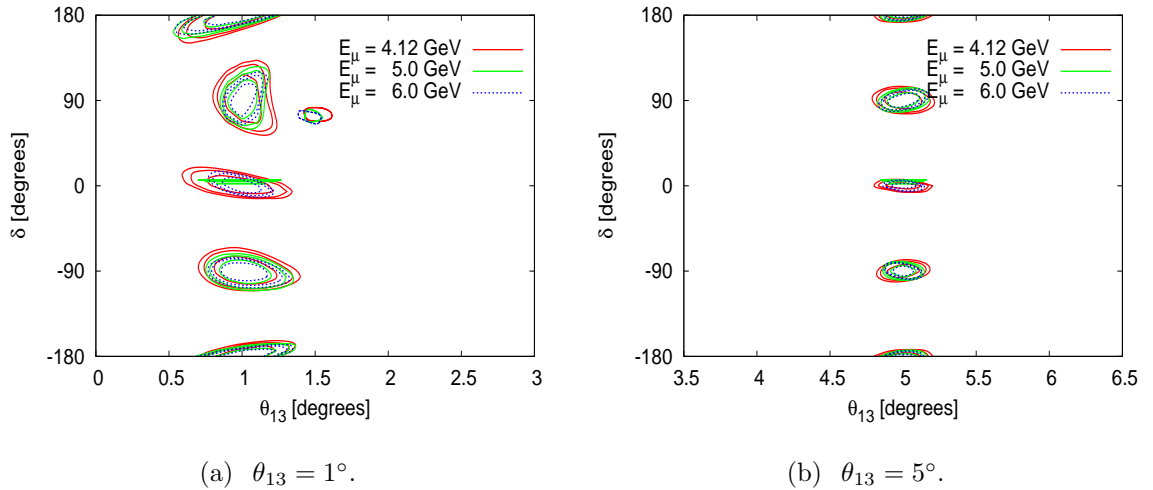 180
90
0
-90
-180
δ [degrees]
E_μ = 4.12 GeV
E_μ = 5.0 GeV
E_μ = 6.0 GeV
0 0.5 1 1.5 2 2.5 3
θ_13 [degrees]
(a) θ_13 = 1°.
180
90
0
-90
-180
δ [degrees]
E_μ = 4.12 GeV
E_μ = 5.0 GeV
E_μ = 6.0 GeV
3.5 4 4.5 5 5.5 6 6.5
θ_13 [degrees]
(b) θ_13 = 5°.